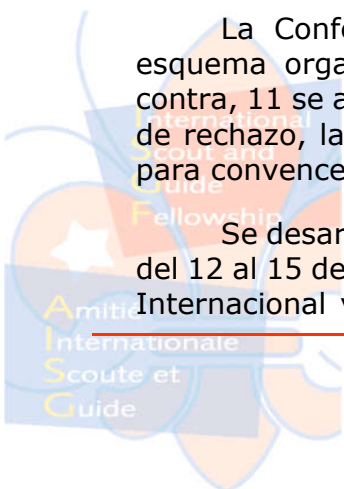 La Confe
esquema orga
contra, 11 se a
de rechazo, la
para convence
Se desar
del 12 al 15 de
Internacional v
International
Scout and
Guide
Fellowship
Amitié
Internationale
Scoute et
Guide